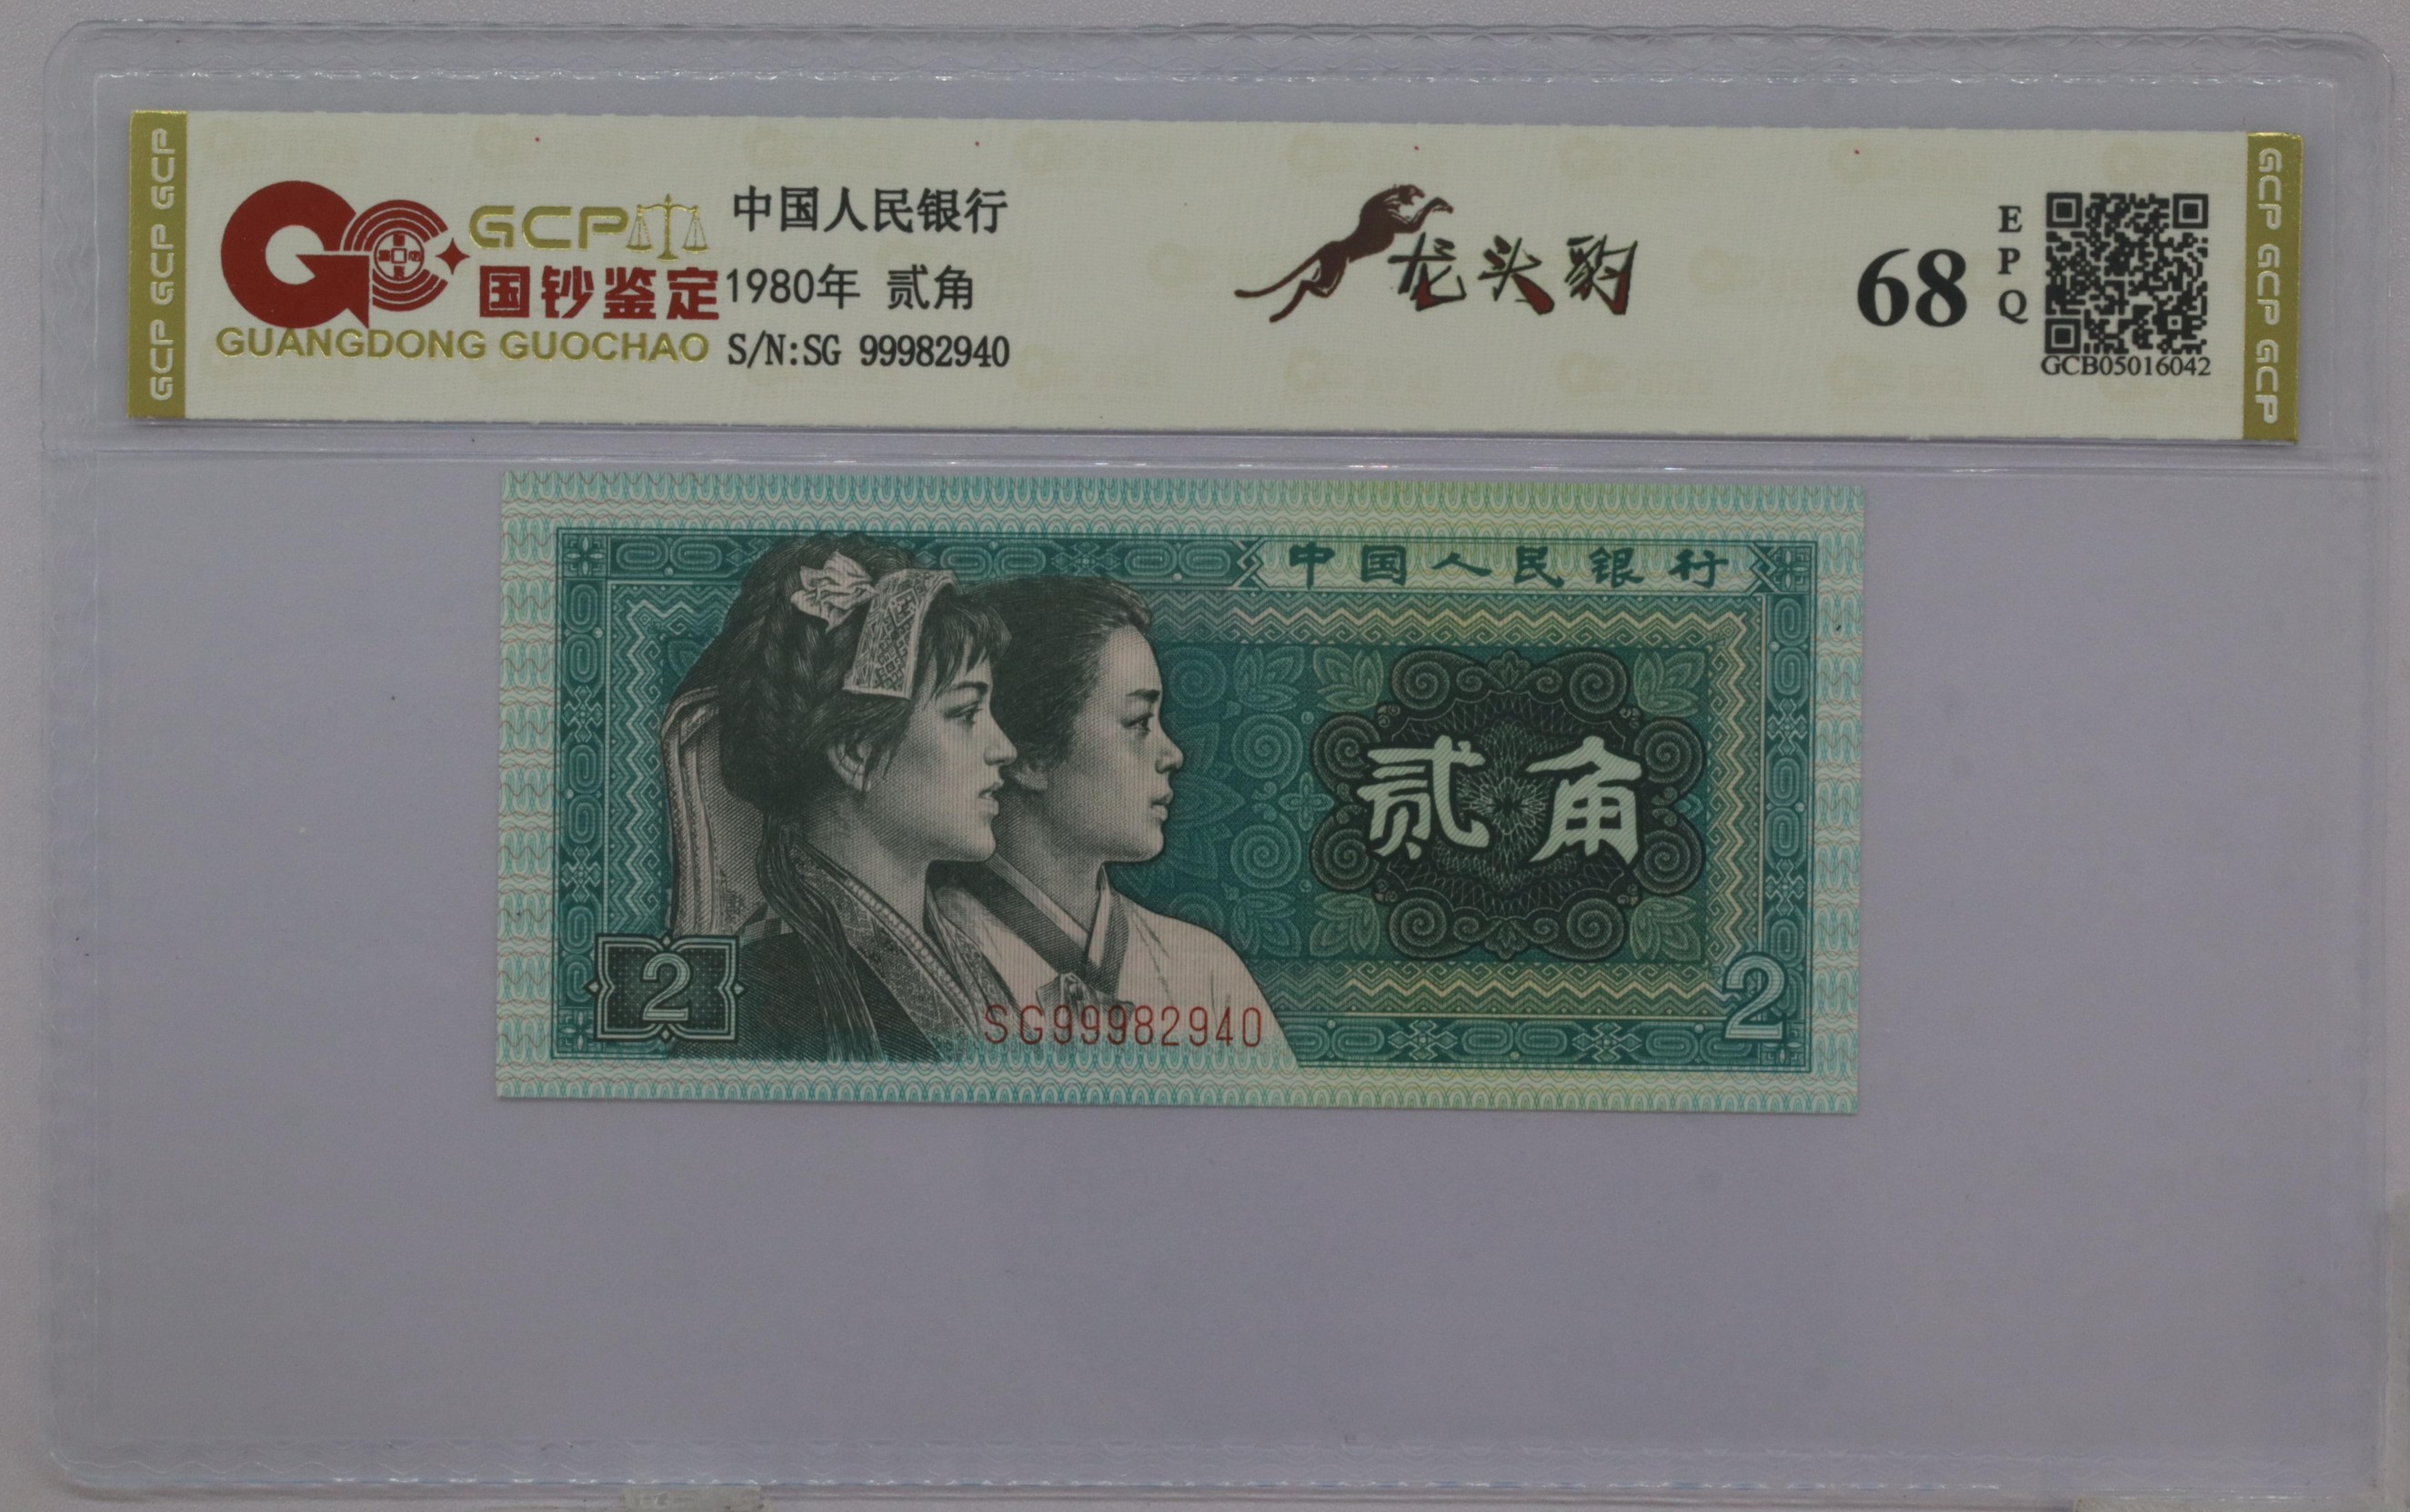 GCP GCP GCP GCP
GCP
国钞鉴定
GUANGDONG GUOCHAO
中国人民银行
1980年 贰角
S/N:SG 99982940
龙头豹
68
EPQ
GCB05016042
GCP GCP GCP GCP
中国人民银行
贰角
2
SG99982940
2